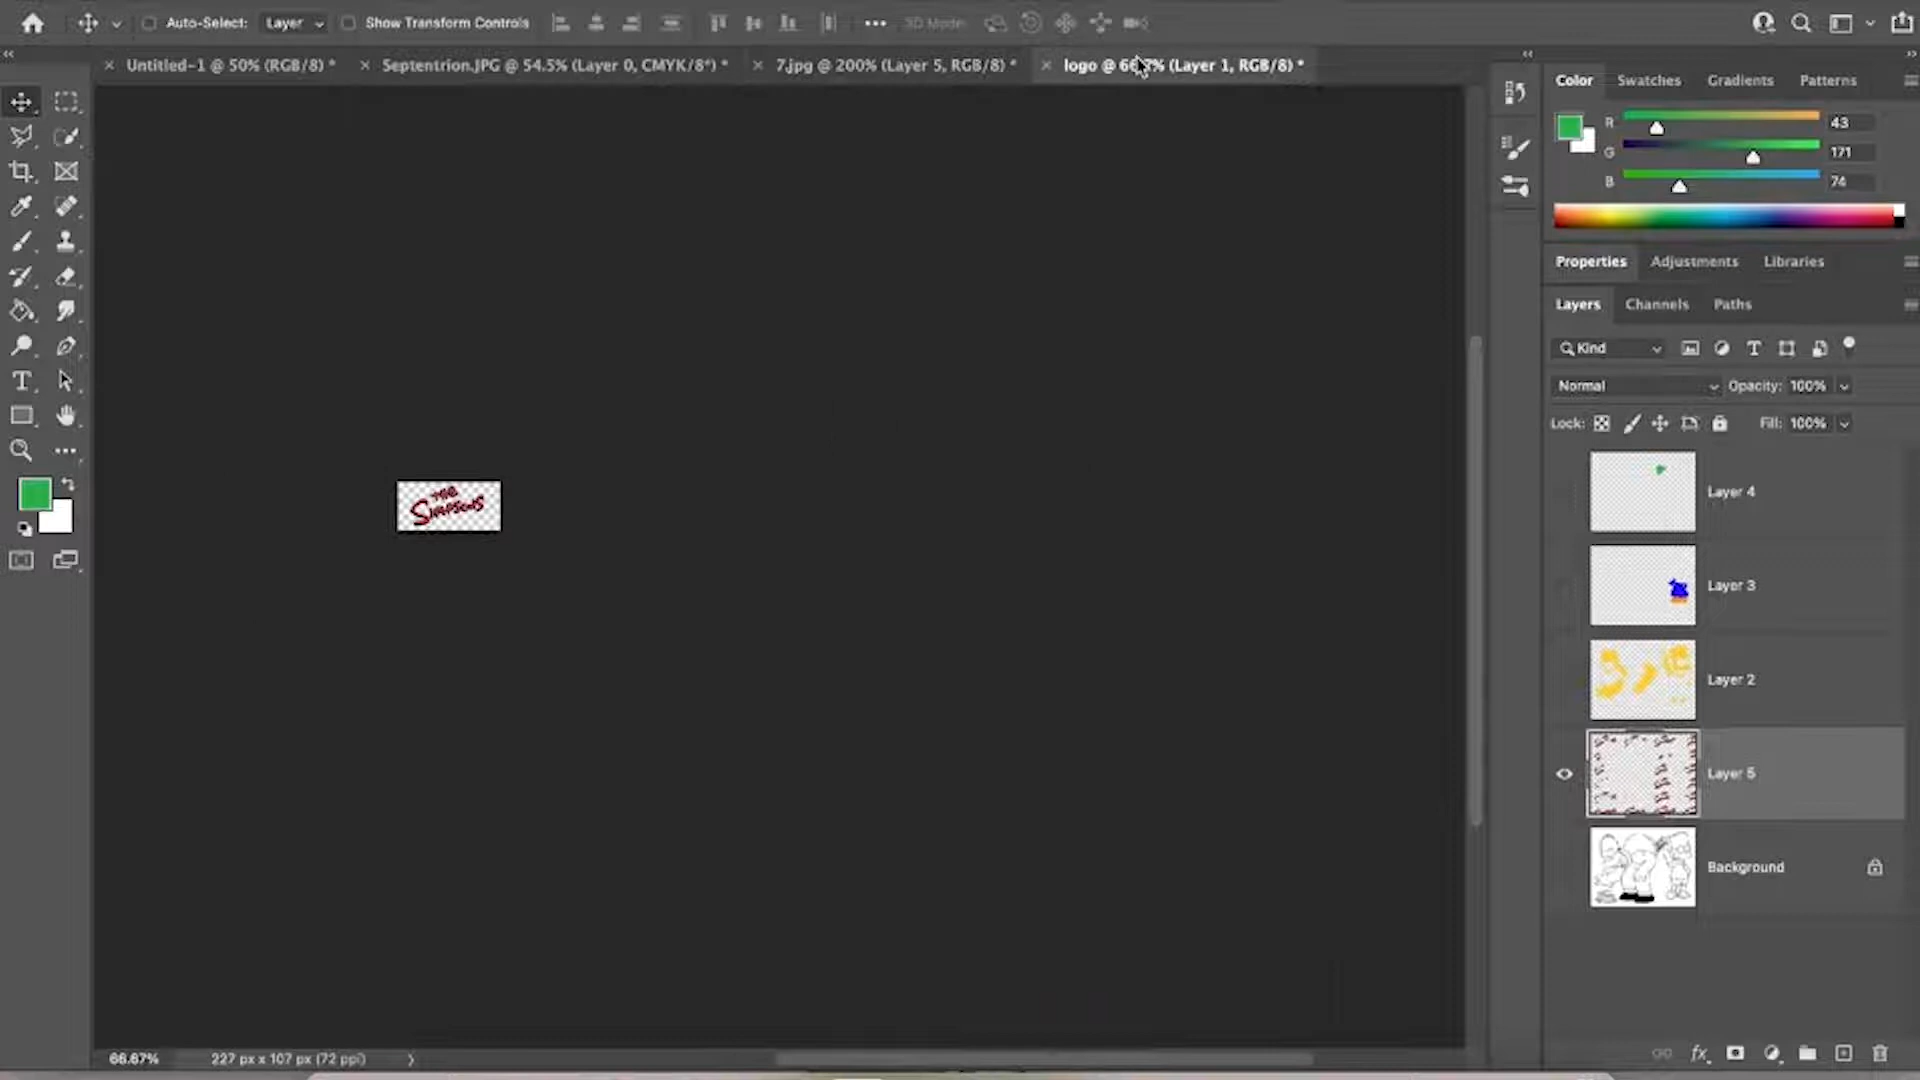 Auto-Select: Layer Show Transform Controls ••• 3D Mode
× Untitled-1 @ 50% (RGB/8) * × Septentrion.JPG @ 54.5% (Layer 0, CMYK/8*) * × 7.jpg @ 200% (Layer 5, RGB/8) * × logo @ (Layer 1, RGB/8) *
Color Swatches Gradients Patterns
R 43
G 171
B 74
Properties Adjustments Libraries
Layers Channels Paths
Kind
Normal Opacity: 100%
Lock: Fill: 100%
Layer 4
THE
SIMPSONS
Layer 3
Layer 2
Layer 5
Background
fx
66.67% 227 px x 107 px (72 ppi)